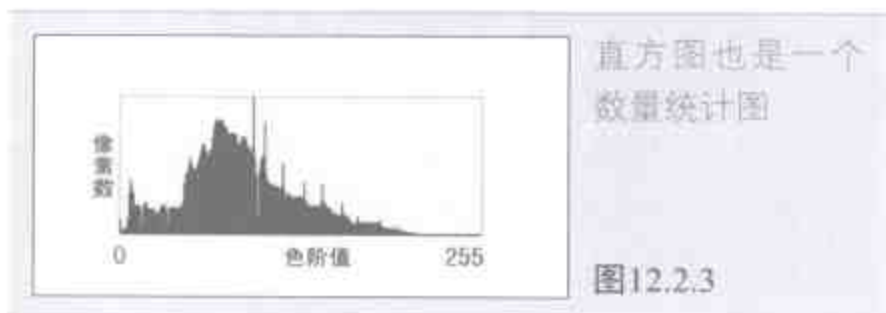 直方图也是一个
数量统计图
像素数
0
色阶值
255
图12.2.3